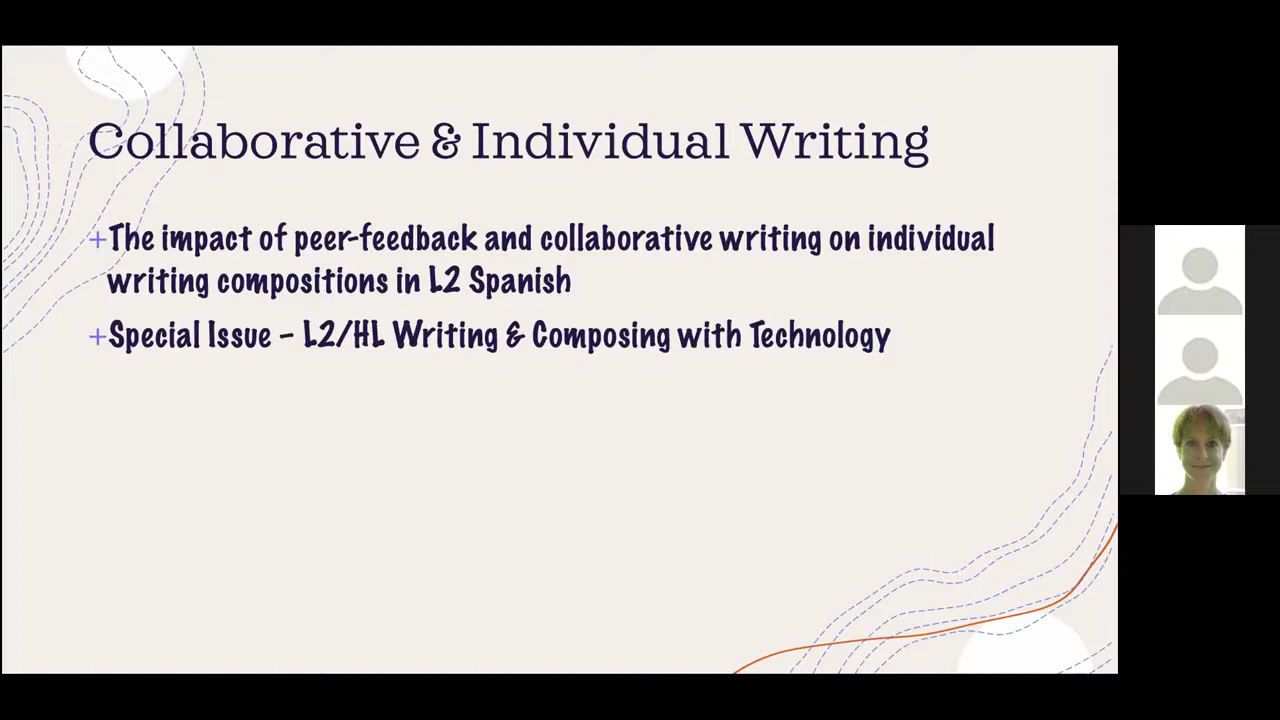 Collaborative & Individual Writing
+The impact of peer-feedback and collaborative writing on individual
writing compositions in L2 Spanish
+Special Issue – L2/HL Writing & Composing with Technology